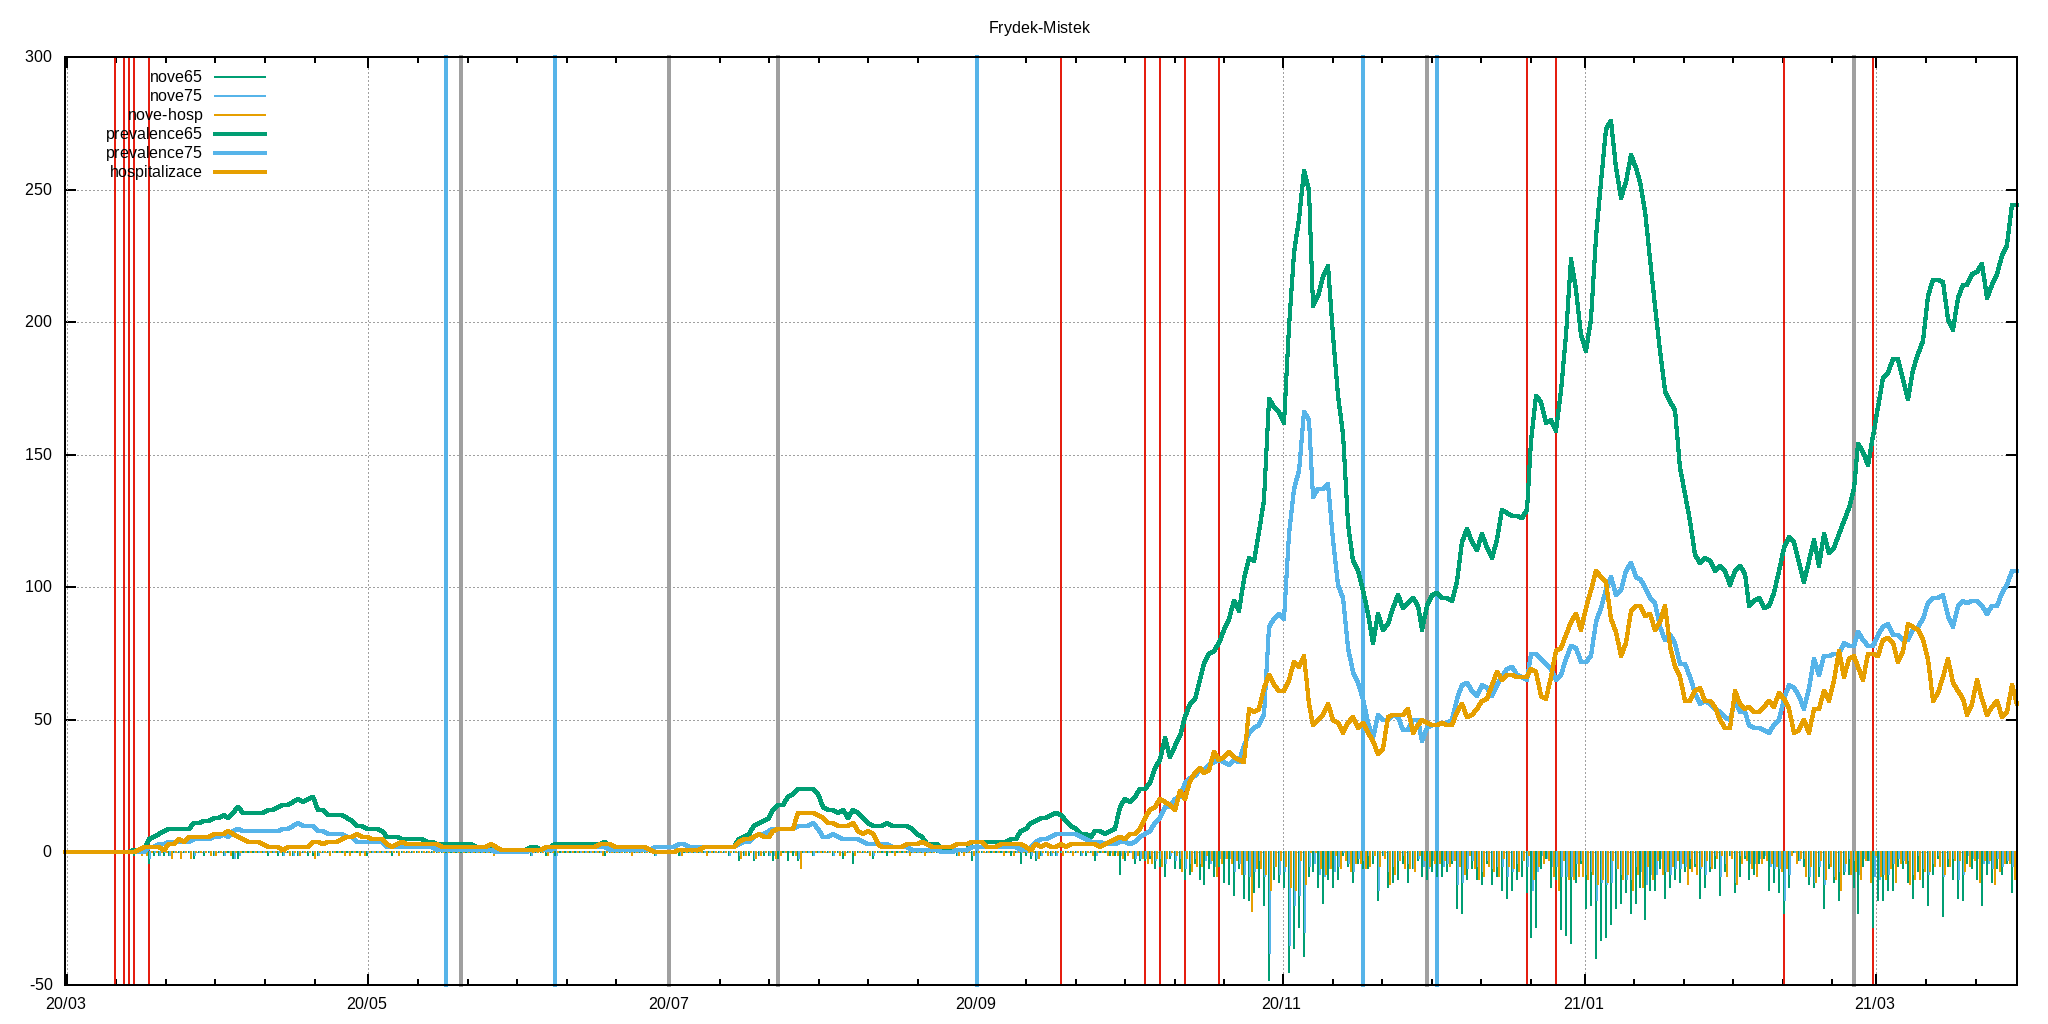 Frydek-Mistek
300
nove65
nove75
nove-hosp
prevalence65
prevalence75
hospitalizace
250
200
150
100
50
0
-50
20/03 20/05 20/07 20/09 20/11 21/01 21/03